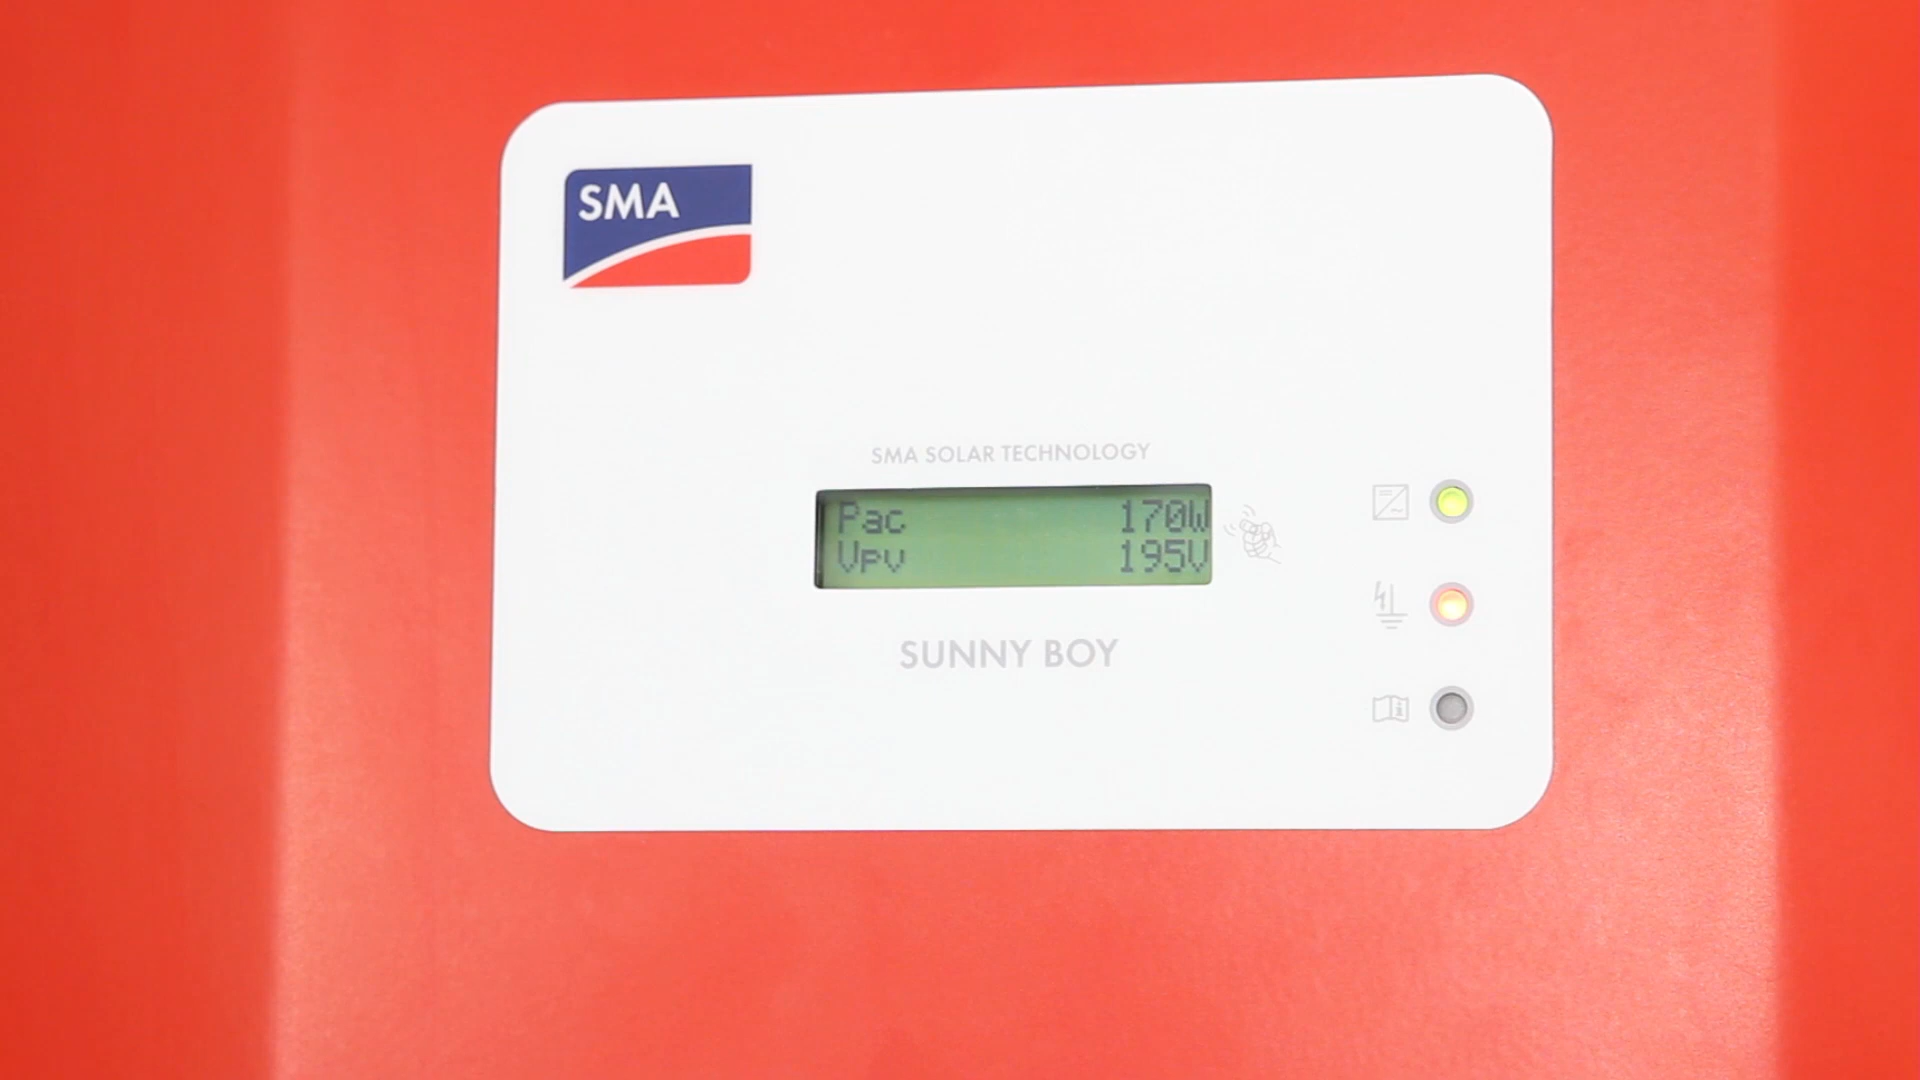 SMA
SMA SOLAR TECHNOLOGY
Pac 170W
Vpv 195V
SUNNY BOY